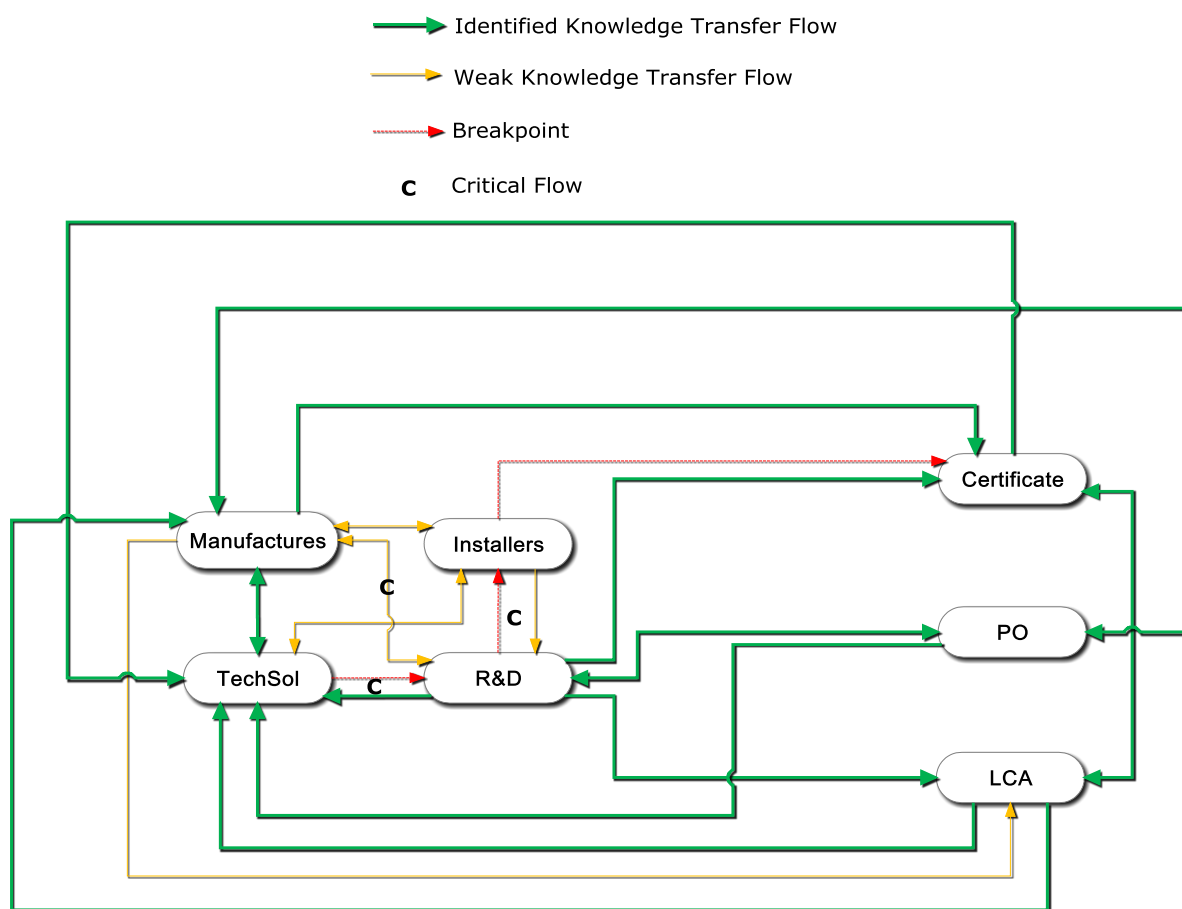 Identified Knowledge Transfer Flow
Weak Knowledge Transfer Flow
Breakpoint
C Critical Flow
Certificate
Manufactures
Installers
C
C
PO
TechSol
C
R&D
LCA